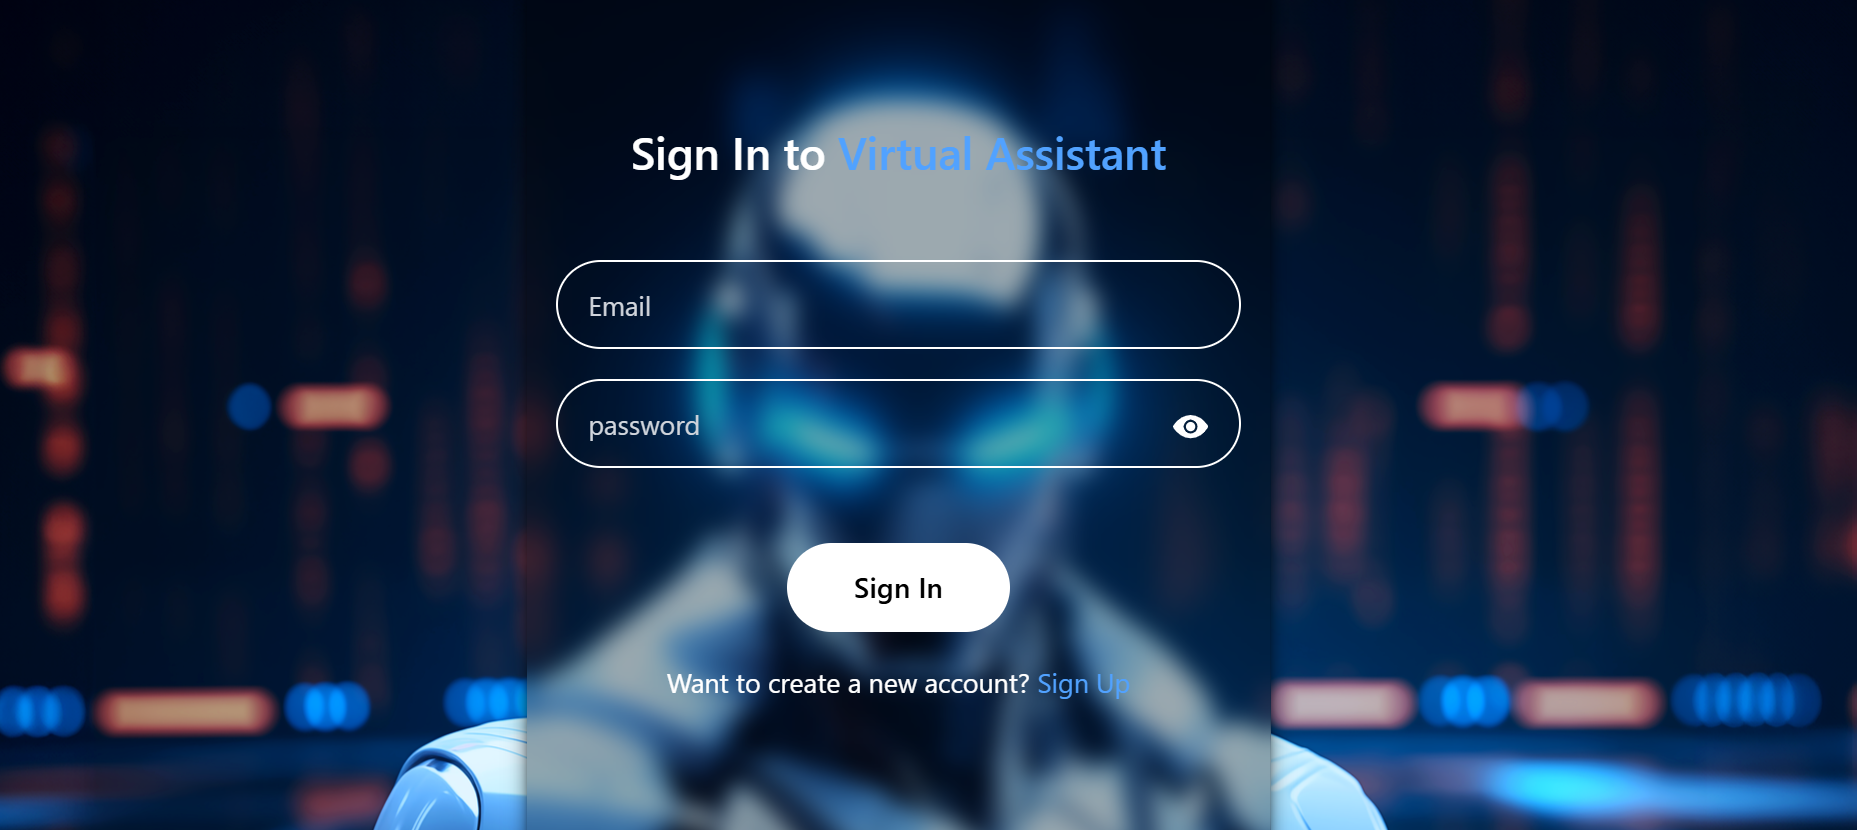 Sign In to Virtual Assistant
Email
password
Sign In
Want to create a new account? Sign Up